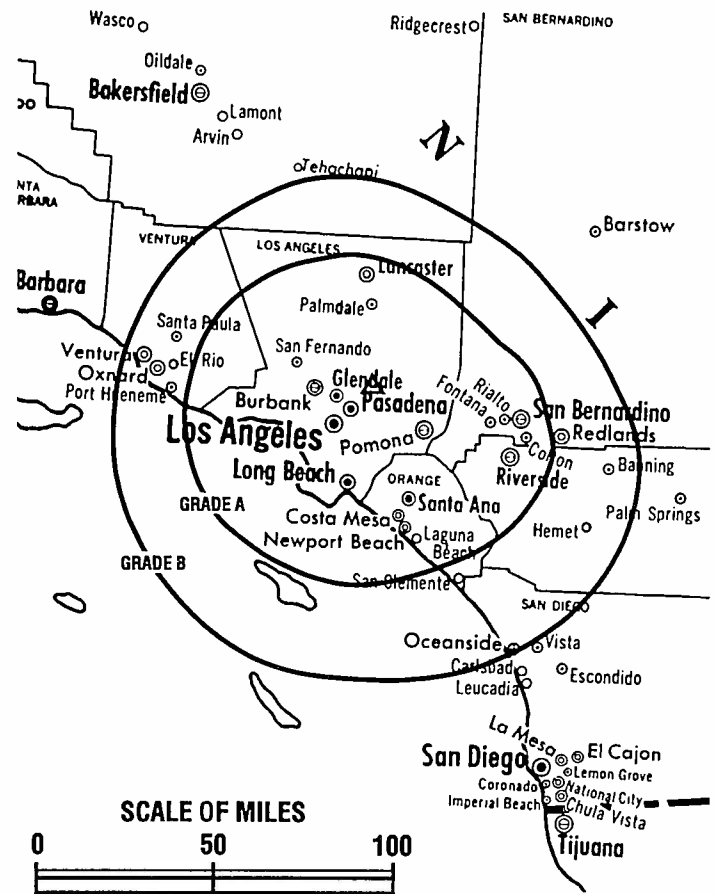 Wasco
Ridgecrest
SAN BERNARDINO
Oildale
Bakersfield
DO
Lamont
Arvin
N
Tehachapi
NTA
RBARA
Barstow
VENTURA
LOS ANGELES
Lancaster
Barbara
Palmdale
I
Santa Paula
San Fernando
Ventura
El Rio
Oxnard
Port Hueneme
Glendale
Burbank
Pasadena
Rialto
Fontana
San Bernardino
Los Angeles
Pomona
Redlands
Colton
Long Beach
Riverside
Banning
ORANGE
Santa Ana
GRADE A
Palm Springs
Costa Mesa
Laguna
Beach
Newport Beach
Hemet
GRADE B
San Clemente
SAN DIEGO
Oceanside
Vista
Carlsbad
Escondido
Leucadia
La Mesa
El Cajon
San Diego
Lemon Grove
Coronado
National City
Imperial Beach
Chula Vista
Tijuana
SCALE OF MILES
0 50 100